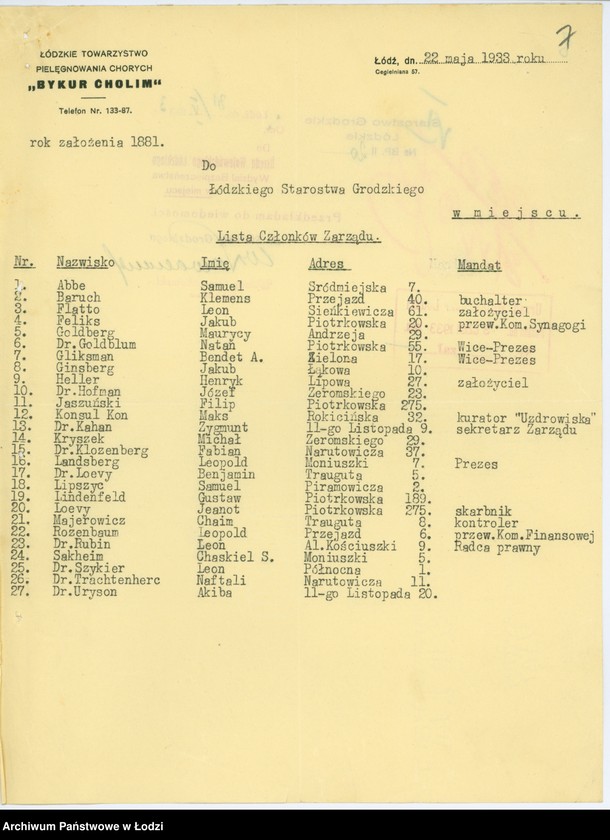 7
ŁÓDZKIE TOWARZYSTWO
PIELĘGNOWANIA CHORYCH
„BYKUR CHOLIM"
Telefon Nr. 133-87.
Łódź, dn. 22 maja 1933 roku
Cegielniana 57.
rok założenia 1881.
Do
Łódzkiego Starostwa Grodzkiego
w miejscu.
Lista Członków Zarządu.
Nr. Nazwisko Imię Adres Mandat
1. Abbe Samuel Śródmiejska 7.
2. Baruch Klemens Przejazd 40. buchalter
3. Flatto Leon Sienkiewicza 61. założyciel
4. Feliks Jakub Piotrkowska 20. przew.Kom.Synagogi
5. Goldberg Maurycy Andrzeja 29.
6. Dr.Goldblum Natan Piotrkowska 55. Wice-Prezes
7. Gliksman Bendet A. Zielona 17. Wice-Prezes
8. Ginsberg Jakub Łąkowa 10.
9. Heller Henryk Lipowa 27. założyciel
10. Dr.Hofman Józef Żeromskiego 23.
11. Jaszuński Filip Piotrkowska 275.
12. Konsul Kon Maks Rokicińska 32. kurator "Uzdrowiska"
13. Dr.Kahan Zygmunt 11-go Listopada 9. sekretarz Zarządu
14. Kryszek Michał Żeromskiego 29.
15. Dr.Klozenberg Fabian Narutowicza 37.
16. Landsberg Leopold Moniuszki 7. Prezes
17. Dr.Loevy Benjamin Trauguta 5.
18. Lipszyc Samuel Piramowicza 2.
19. Lindenfeld Gustaw Piotrkowska 189.
20. Loevy Jeanot Piotrkowska 275. skarbnik
21. Majerowicz Chaim Trauguta 8. kontroler
22. Rozenbaum Leopold Przejazd 6. przew.Kom.Finansowej
23. Dr.Rubin Leon Al.Kościuszki 9. Radca prawny
24. Sakheim Chaskiel S. Moniuszki 5.
25. Dr.Szykier Leon Północna 1.
26. Dr.Trachtenherc Naftali Narutowicza 11.
27. Dr.Uryson Akiba 11-go Listopada 20.
Archiwum Państwowe w Łodzi